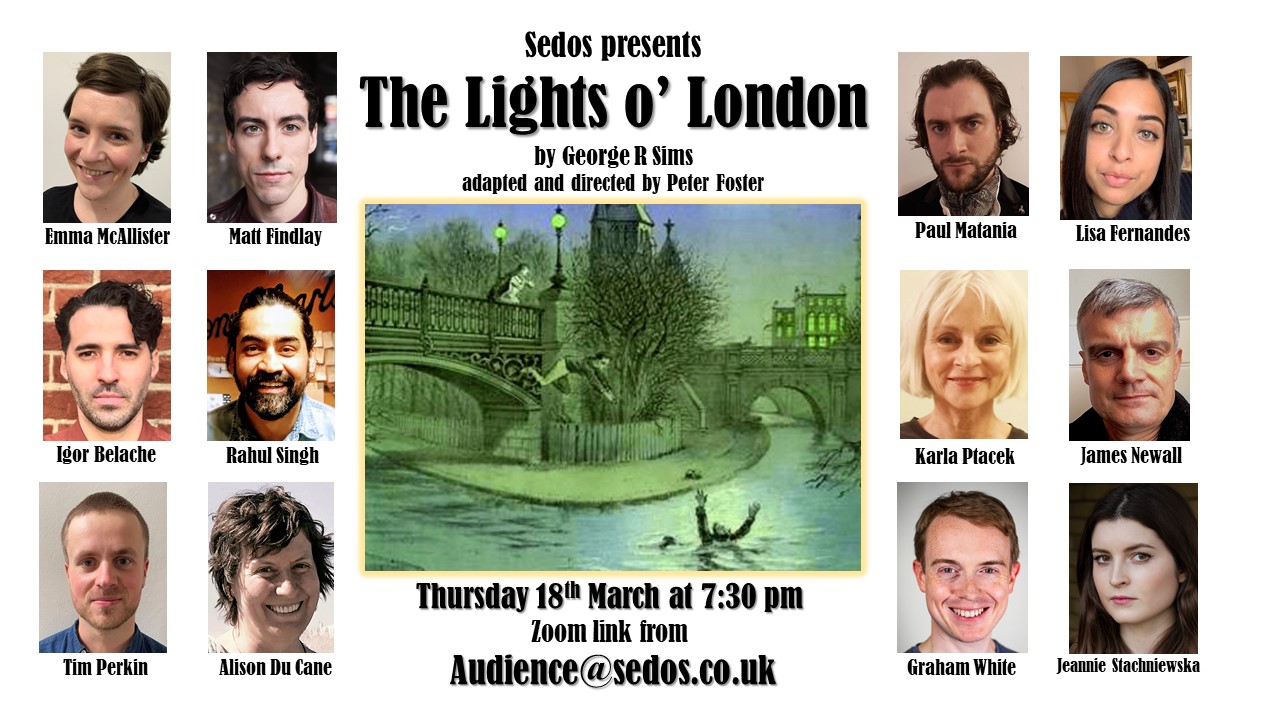 Sedos presents
The Lights o' London
by George R Sims
adapted and directed by Peter Foster
Emma McAllister
Matt Findlay
Paul Matania
Lisa Fernandes
Igor Belache
Rahul Singh
Karla Ptacek
James Newall
Tim Perkin
Alison Du Cane
Graham White
Jeannie Stachniewska
Thursday 18th March at 7:30 pm
Zoom link from
Audience@sedos.co.uk